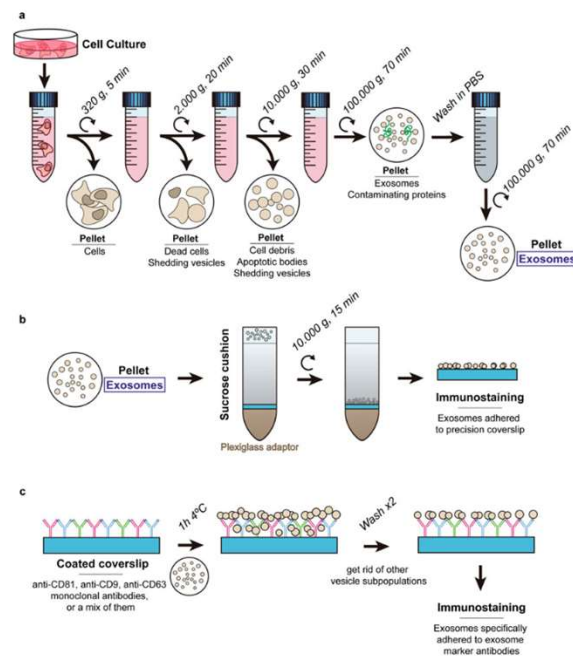 a
Cell Culture
320 g, 5 min
2,000 g, 20 min
10,000 g, 30 min
100,000 g, 70 min
Wash in PBS
Pellet
Exosomes
Contaminating proteins
100,000 g, 70 min
Pellet
Cells
Pellet
Dead cells
Shedding vesicles
Pellet
Cell debris
Apoptotic bodies
Shedding vesicles
Pellet
Exosomes
b
Pellet
Exosomes
Sucrose cushion
Plexiglass adaptor
10,000 g, 15 min
Immunostaining
Exosomes adhered
to precision coverslip
c
Coated coverslip
anti-CD81, anti-CD9, anti-CD63
monoclonal antibodies,
or a mix of them
1h 4ºC
Wash x2
get rid of other
vesicle subpopulations
Immunostaining
Exosomes specifically
adhered to exosome
marker antibodies